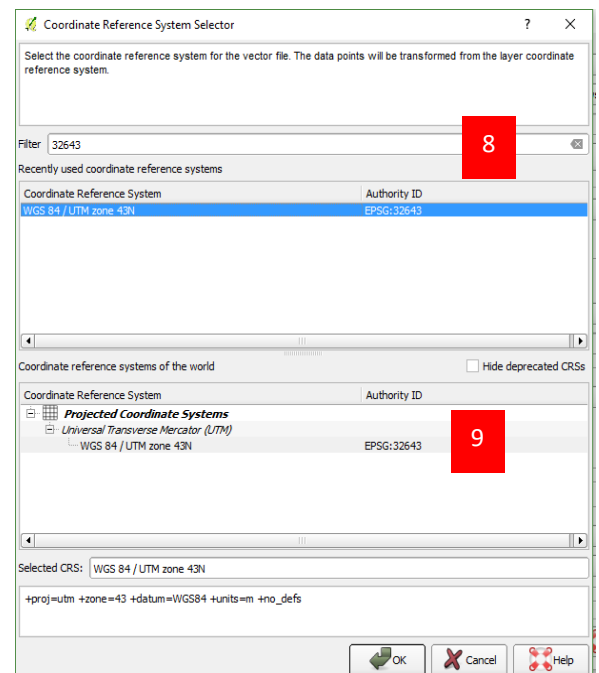 Coordinate Reference System Selector ? ×
Select the coordinate reference system for the vector file. The data points will be transformed from the layer coordinate
reference system.
8
Filter 32643
Recently used coordinate reference systems
Coordinate Reference System Authority ID
WGS 84 / UTM zone 43N EPSG:32643
Coordinate reference systems of the world Hide deprecated CRSs
Coordinate Reference System Authority ID
Projected Coordinate Systems
Universal Transverse Mercator (UTM)
9
WGS 84 / UTM zone 43N EPSG:32643
Selected CRS: WGS 84 / UTM zone 43N
+proj=utm +zone=43 +datum=WGS84 +units=m +no_defs
OK Cancel Help